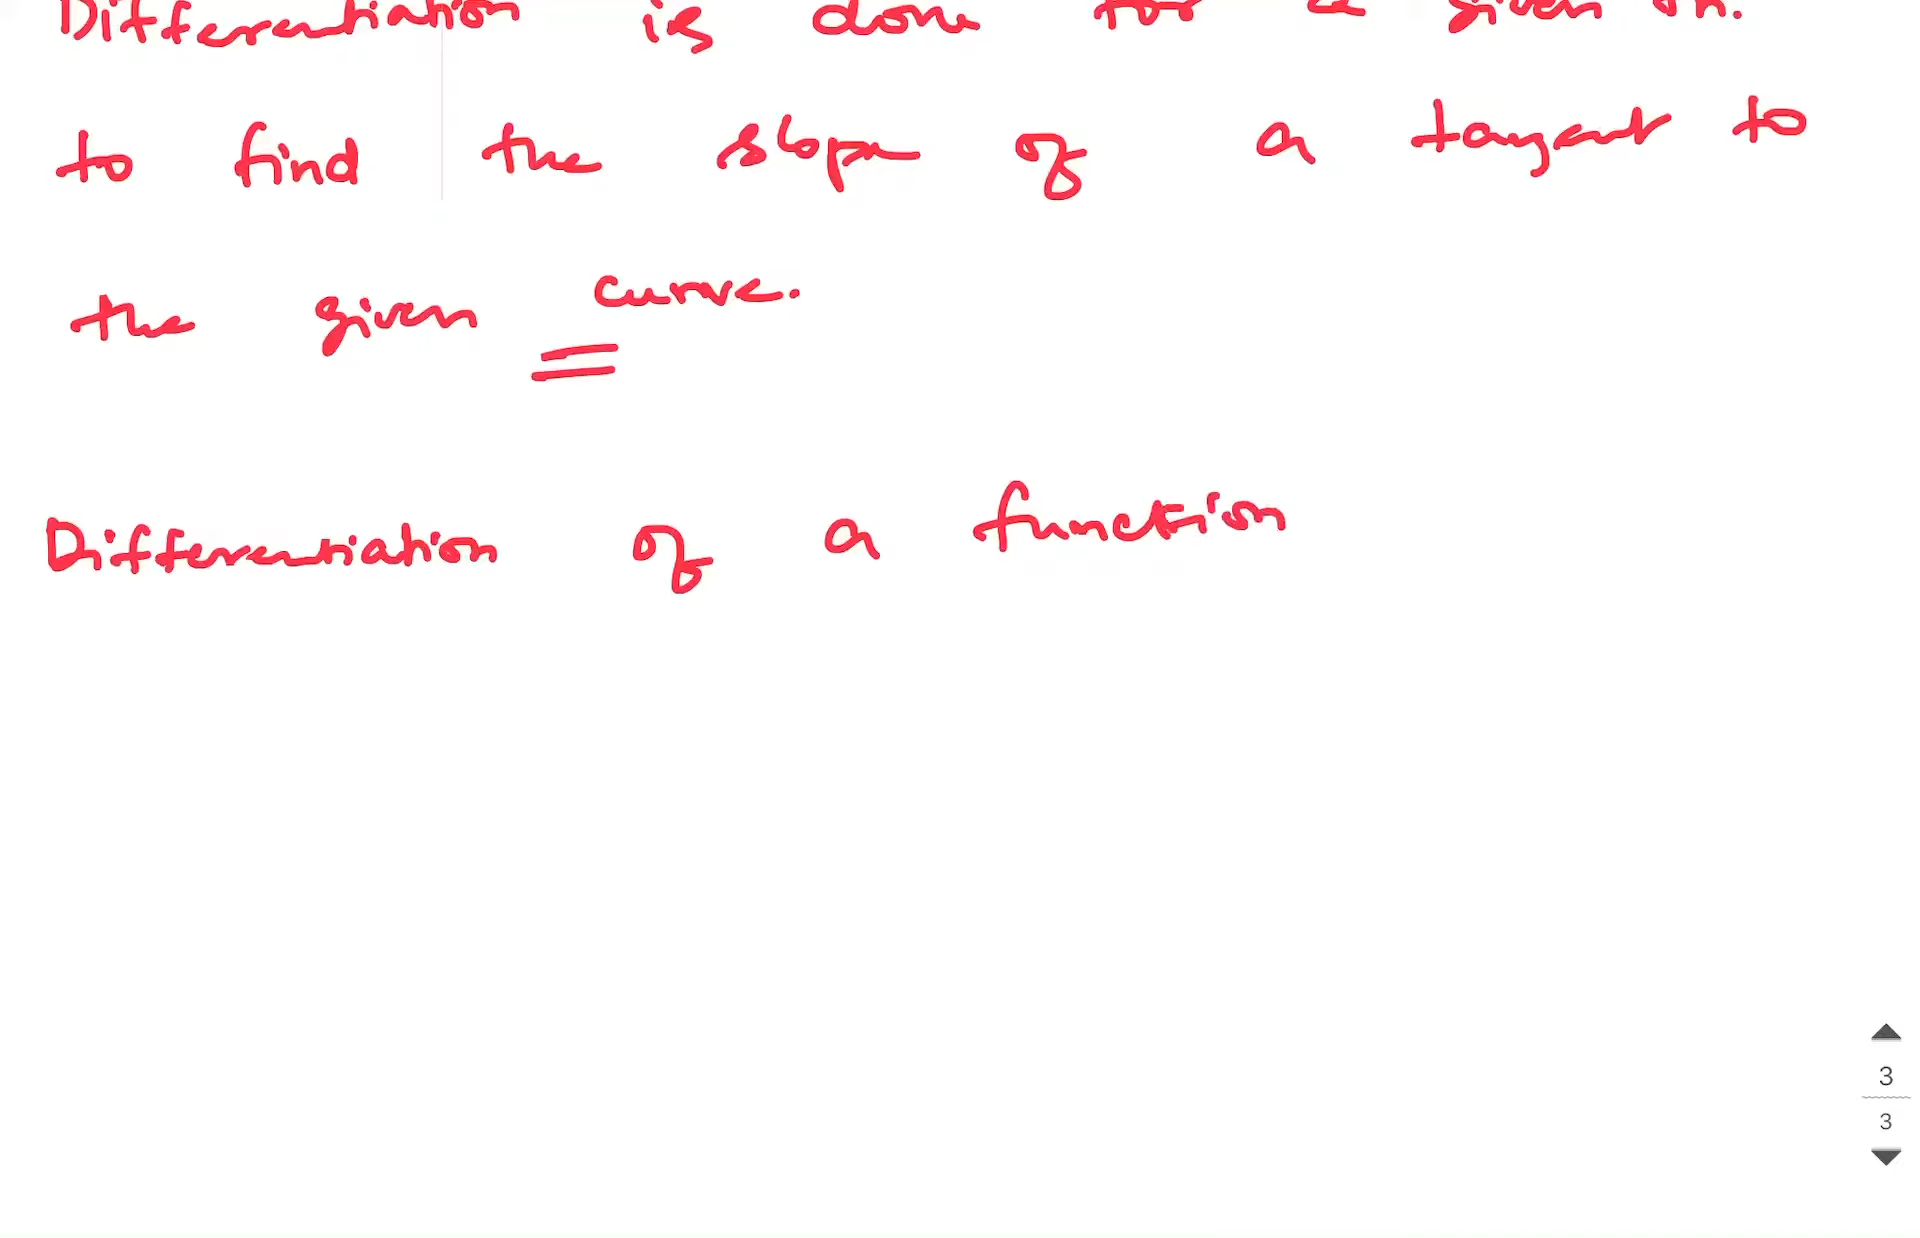 Differentiation is done for a given fn.
to find the slope of a tangent to
the given curve.
Differentiation of a function
3
3